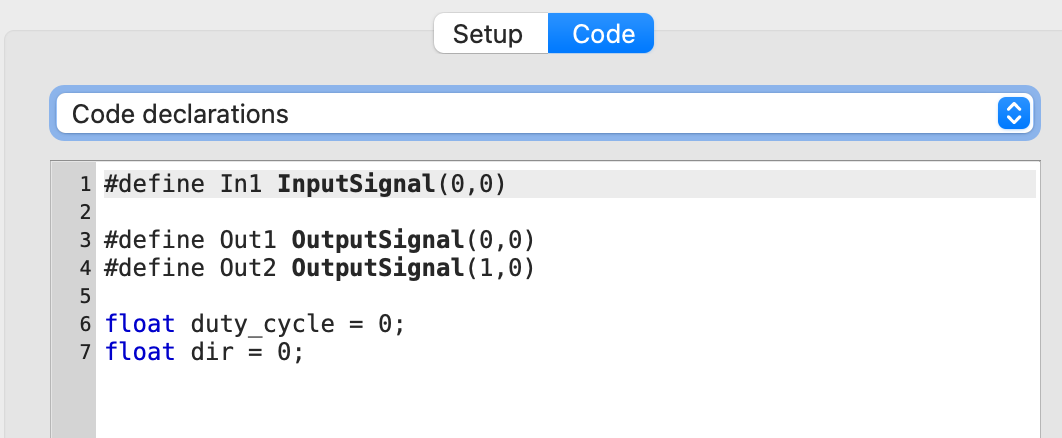 Setup Code
Code declarations
1 #define In1 InputSignal(0,0)
2
3 #define Out1 OutputSignal(0,0)
4 #define Out2 OutputSignal(1,0)
5
6 float duty_cycle = 0;
7 float dir = 0;